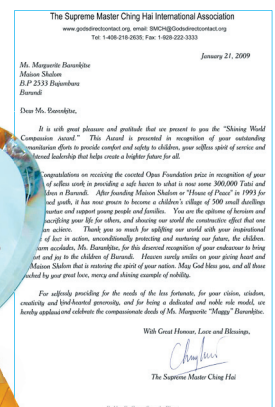 The Supreme Master Ching Hai International Association
www.godsdirectcontact.org, email: SMCH@Godsdirectcontact.org
Tel: 1-408-218-2635; Fax: 1-928-222-3333
January 21, 2009
Ms. Marguerite Barankitse
Maison Shalom
B.P 2533 Bujumbura
Burundi
Dear Ms. Barankitse,
It is with great pleasure and gratitude that we present to you the "Shining World
Compassion Award." This Award is presented in recognition of your outstanding
humanitarian efforts to provide comfort and safety to children, your selfless spirit of service and
leadership that helps create a brighter future for all.
Congratulations on receiving the coveted Opus Foundation prize in recognition of your
of selfless work in providing a safe haven to what is now some 300,000 Tutsi and
in Burundi. After founding Maison Shalom or "House of Peace" in 1993 for
youth, it has now grown to become a children's village of 500 small dwellings
and support young people and families. You are the epitome of heroism and
sacrificing your life for others, and showing our world the constructive effect that one
can achieve. Thank you so much for uplifting our world with your inspirational
of love in action, unconditionally protecting and nurturing your future, the children.
warm accolades, Ms. Barankitse, for this deserved recognition of your endeavour to bring
and joy to the children of Burundi. Heaven surely smiles on your giving heart and
Maison Shalom that is restoring the spirit of your nation. May God bless you, and all those
touched by your great love, mercy and shining example of nobility.
For selflessly providing for the needs of the less fortunate, for your vision, wisdom,
creativity and kind-hearted generosity, and for being a dedicated and noble role model, we
hereby applaud and celebrate the compassionate deeds of Ms. Marguerite "Maggy" Barankitse.
With Great Honour, Love and Blessings,
The Supreme Master Ching Hai